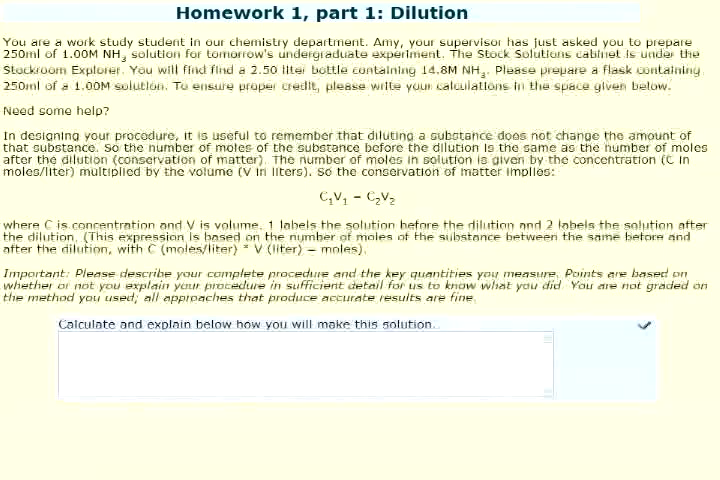 Homework 1, part 1: Dilution
You are a work study student in our chemistry department. Amy, your supervisor has just asked you to prepare
250ml of 1.00M NH₃ solution for tomorrow's undergraduate experiment. The Stock Solutions cabinet is under the
Stockroom Explorer. You will find find a 2.50 liter bottle containing 14.8M NH₃. Please prepare a flask containing
250ml of a 1.00M solution. To ensure proper credit, please write your calculations in the space given below.
Need some help?
In designing your procedure, it is useful to remember that diluting a substance does not change the amount of
that substance. So the number of moles of the substance before the dilution is the same as the number of moles
after the dilution (conservation of matter). The number of moles in solution is given by the concentration (C in
moles/liter) multiplied by the volume (V in liters). So the conservation of matter implies:
C₁V₁ = C₂V₂
where C is concentration and V is volume. 1 labels the solution before the dilution and 2 labels the solution after
the dilution. (This expression is based on the number of moles of the substance between the same before and
after the dilution, with C (moles/liter) * V (liter) = moles).
Important: Please describe your complete procedure and the key quantities you measure. Points are based on
whether or not you explain your procedure in sufficient detail for us to know what you did. You are not graded on
the method you used; all approaches that produce accurate results are fine.
Calculate and explain below how you will make this solution.